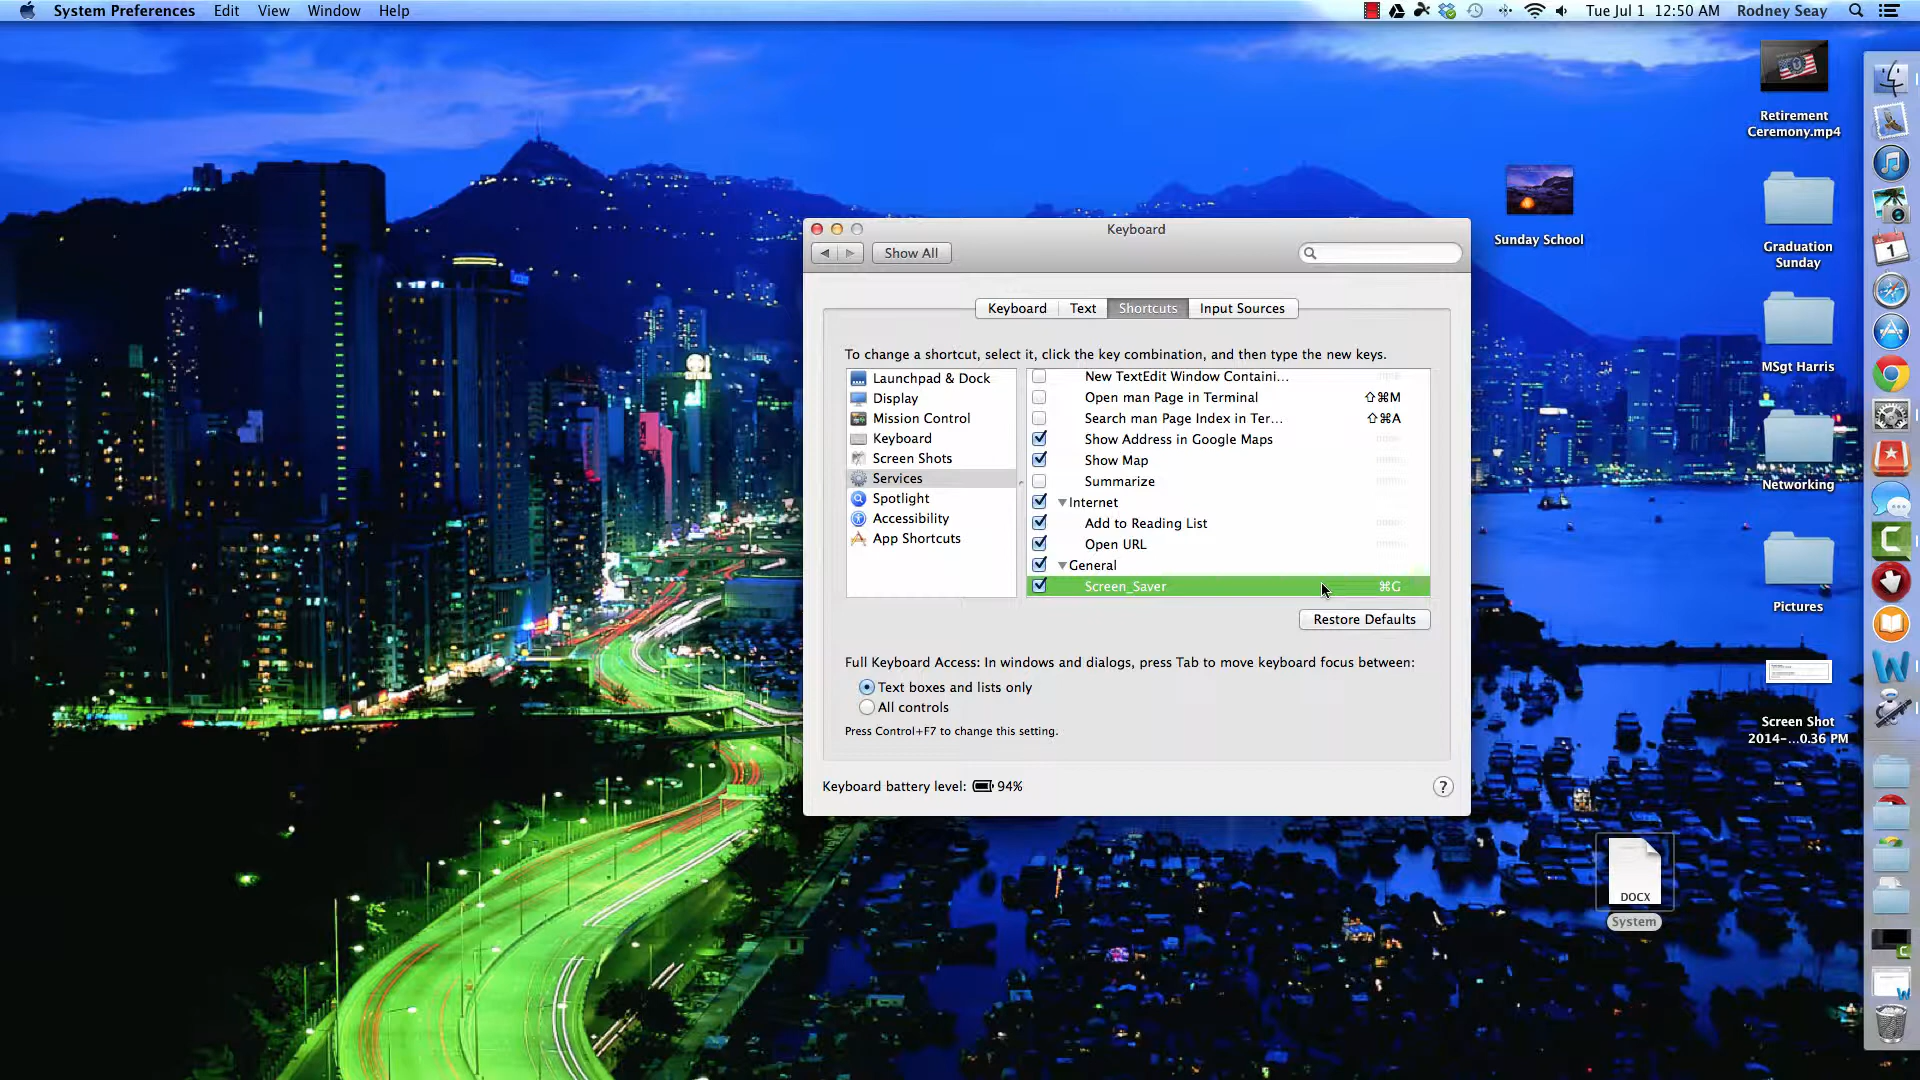 System Preferences Edit View Window Help
Tue Jul 1 12:50 AM Rodney Seay
Retirement
Ceremony.mp4
Sunday School
Graduation
Sunday
MSgt Harris
Networking
Pictures
Screen Shot
2014-...0.36 PM
DOCX
System
Keyboard
Show All
Keyboard Text Shortcuts Input Sources
To change a shortcut, select it, click the key combination, and then type the new keys.
Launchpad & Dock
Display
Mission Control
Keyboard
Screen Shots
Services
Spotlight
Accessibility
App Shortcuts
New TextEdit Window Containi...
Open man Page in Terminal ⇧⌘M
Search man Page Index in Ter... ⇧⌘A
Show Address in Google Maps
Show Map
Summarize
Internet
Add to Reading List
Open URL
General
Screen_Saver ⌘G
Restore Defaults
Full Keyboard Access: In windows and dialogs, press Tab to move keyboard focus between:
Text boxes and lists only
All controls
Press Control+F7 to change this setting.
Keyboard battery level: 94%
?